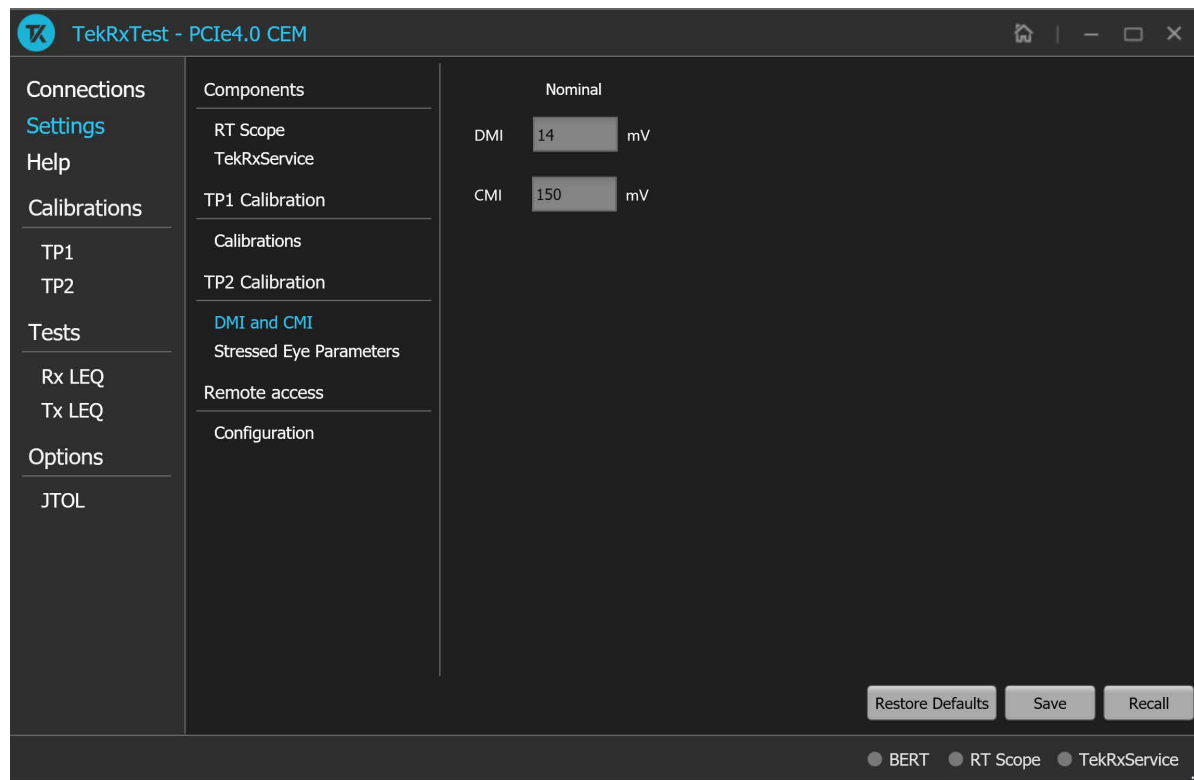 TK TekRxTest - PCIe4.0 CEM
Connections
Settings
Help
Calibrations
TP1
TP2
Tests
Rx LEQ
Tx LEQ
Options
JTOL
Components
RT Scope
TekRxService
TP1 Calibration
Calibrations
TP2 Calibration
DMI and CMI
Stressed Eye Parameters
Remote access
Configuration
Nominal
DMI 14 mV
CMI 150 mV
Restore Defaults Save Recall
BERT RT Scope TekRxService